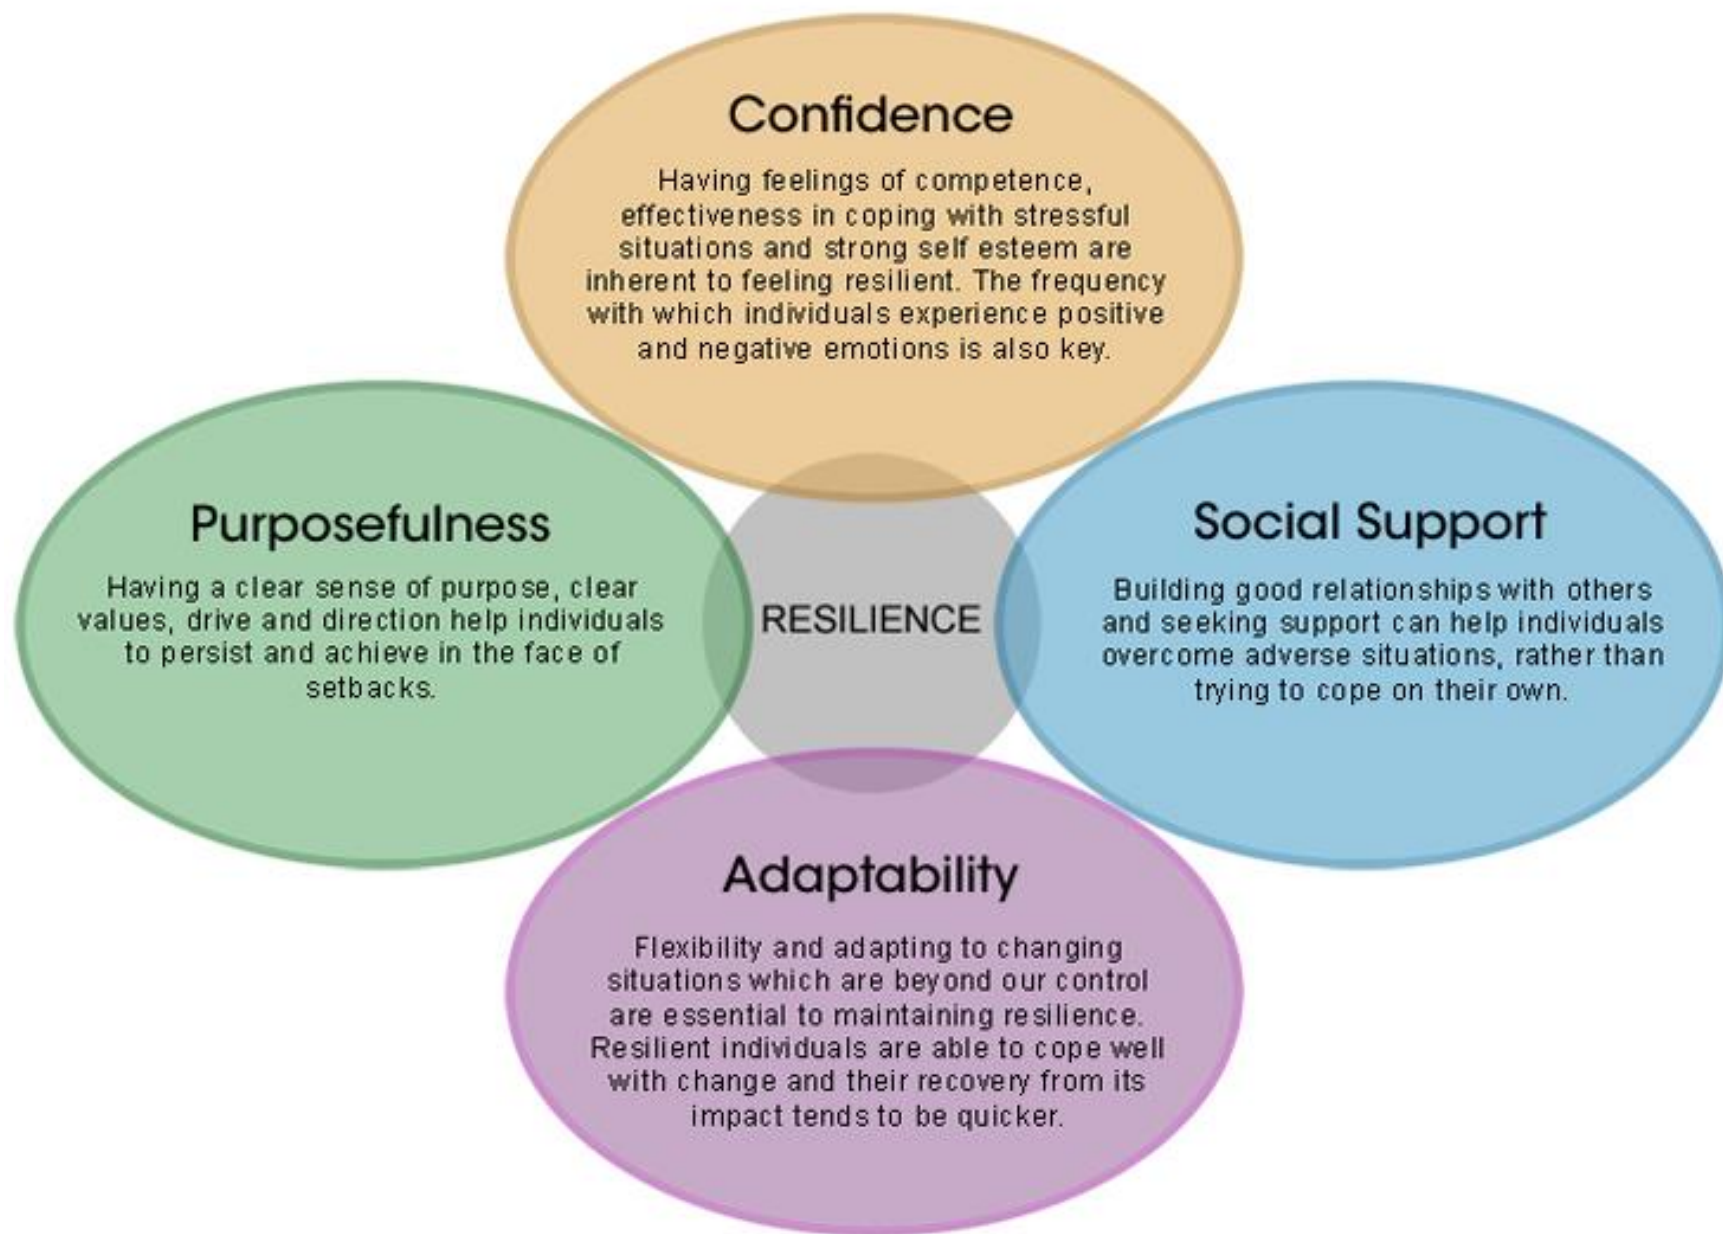 Confidence
Having feelings of competence,
effectiveness in coping with stressful
situations and strong self esteem are
inherent to feeling resilient. The frequency
with which individuals experience positive
and negative emotions is also key.
Purposefulness
Having a clear sense of purpose, clear
values, drive and direction help individuals
to persist and achieve in the face of
setbacks.
RESILIENCE
Social Support
Building good relationships with others
and seeking support can help individuals
overcome adverse situations, rather than
trying to cope on their own.
Adaptability
Flexibility and adapting to changing
situations which are beyond our control
are essential to maintaining resilience.
Resilient individuals are able to cope well
with change and their recovery from its
impact tends to be quicker.